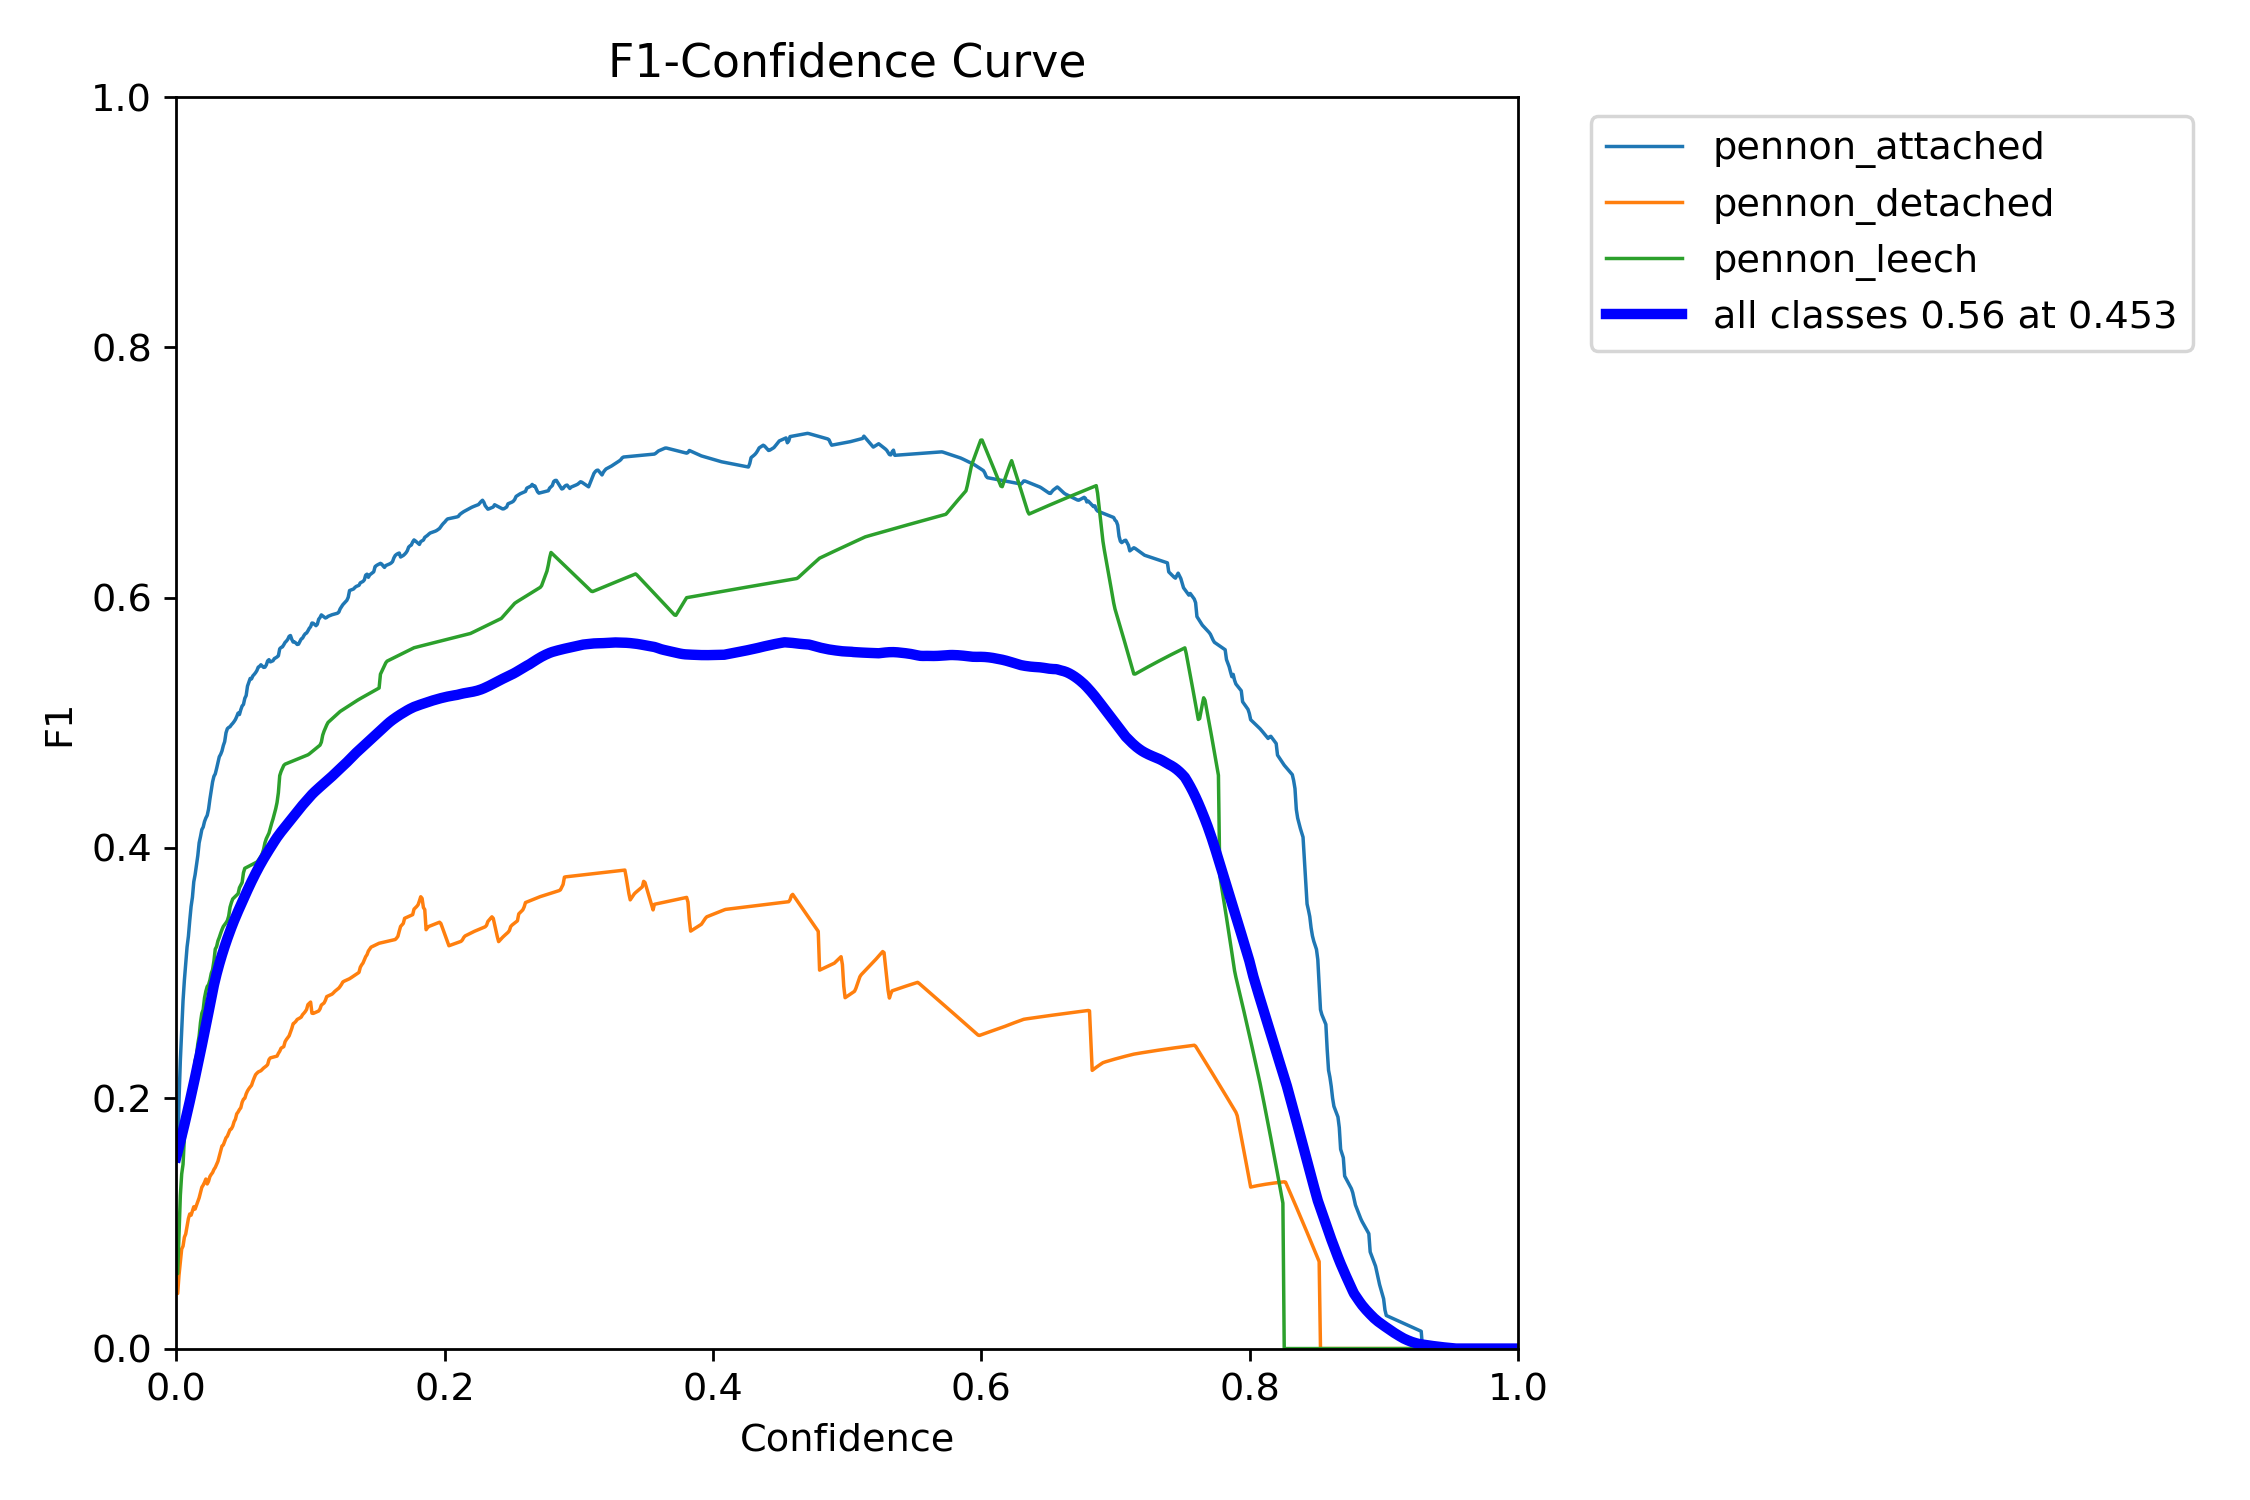 F1-Confidence Curve
1.0
0.8
0.6
0.4
0.2
0.0
F1
0.0 0.2 0.4 0.6 0.8 1.0
Confidence
pennon_attached
pennon_detached
pennon_leech
all classes 0.56 at 0.453